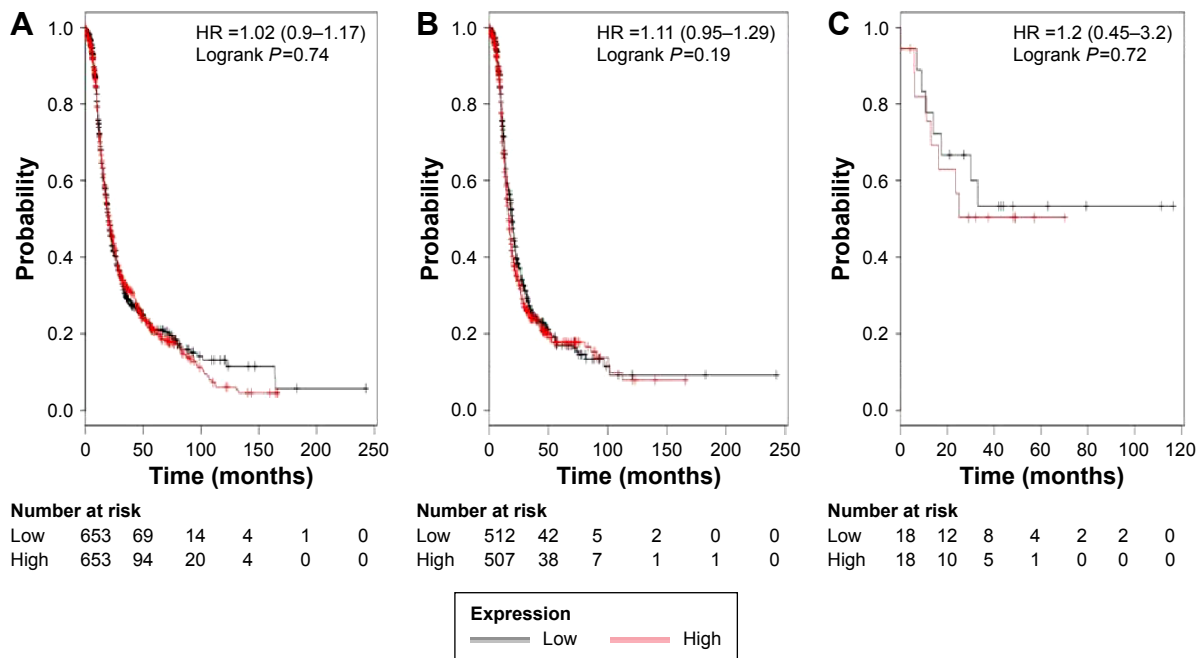 A
HR =1.02 (0.9–1.17)
Logrank P=0.74
1.0
0.8
0.6
0.4
0.2
0.0
Probability
0 50 100 150 200 250
Time (months)
Number at risk
Low 653 69 14 4 1 0
High 653 94 20 4 0 0
B
HR =1.11 (0.95–1.29)
Logrank P=0.19
1.0
0.8
0.6
0.4
0.2
0.0
Probability
0 50 100 150 200 250
Time (months)
Number at risk
Low 512 42 5 2 0 0
High 507 38 7 1 1 0
C
HR =1.2 (0.45–3.2)
Logrank P=0.72
1.0
0.8
0.6
0.4
0.2
0.0
Probability
0 20 40 60 80 100 120
Time (months)
Number at risk
Low 18 12 8 4 2 2 0
High 18 10 5 1 0 0 0
Expression
Low High